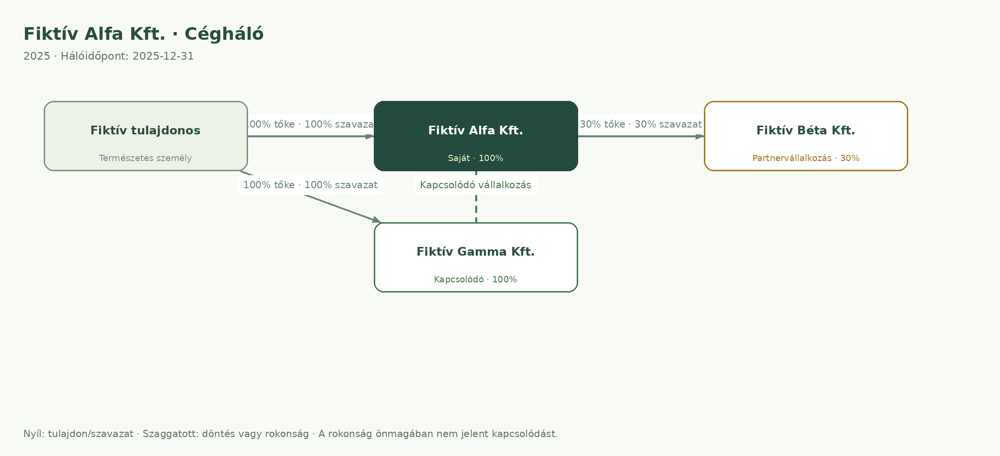 Fiktív Alfa Kft. · Cégháló
2025 · Hálóidőpont: 2025-12-31
Fiktív tulajdonos
Természetes személy
00% tőke · 100% szavaza
Fiktív Alfa Kft.
Saját · 100%
30% tőke · 30% szavazat
Fiktív Béta Kft.
Partnervállalkozás · 30%
100% tőke · 100% szavazat
Kapcsolódó vállalkozás
Fiktív Gamma Kft.
Kapcsolódó · 100%
Nyíl: tulajdon/szavazat · Szaggatott: döntés vagy rokonság · A rokonság önmagában nem jelent kapcsolódást.